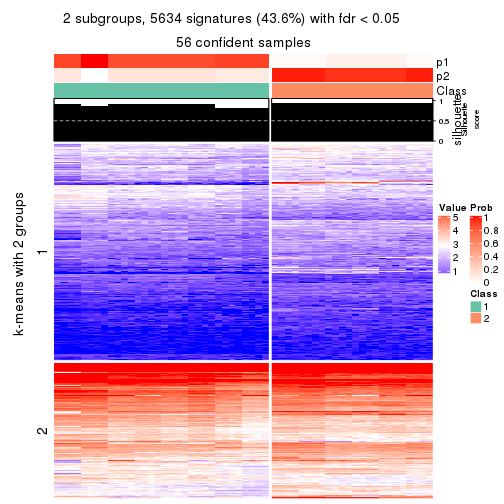 2 subgroups, 5634 signatures (43.6%) with fdr < 0.05
56 confident samples
p1
p2
Class
1
0.5
0
silhouette
Silhouette
score
k-means with 2 groups
1
2
Value
5
4
3
2
1
Prob
1
0.8
0.6
0.4
0.2
0
Class
1
2